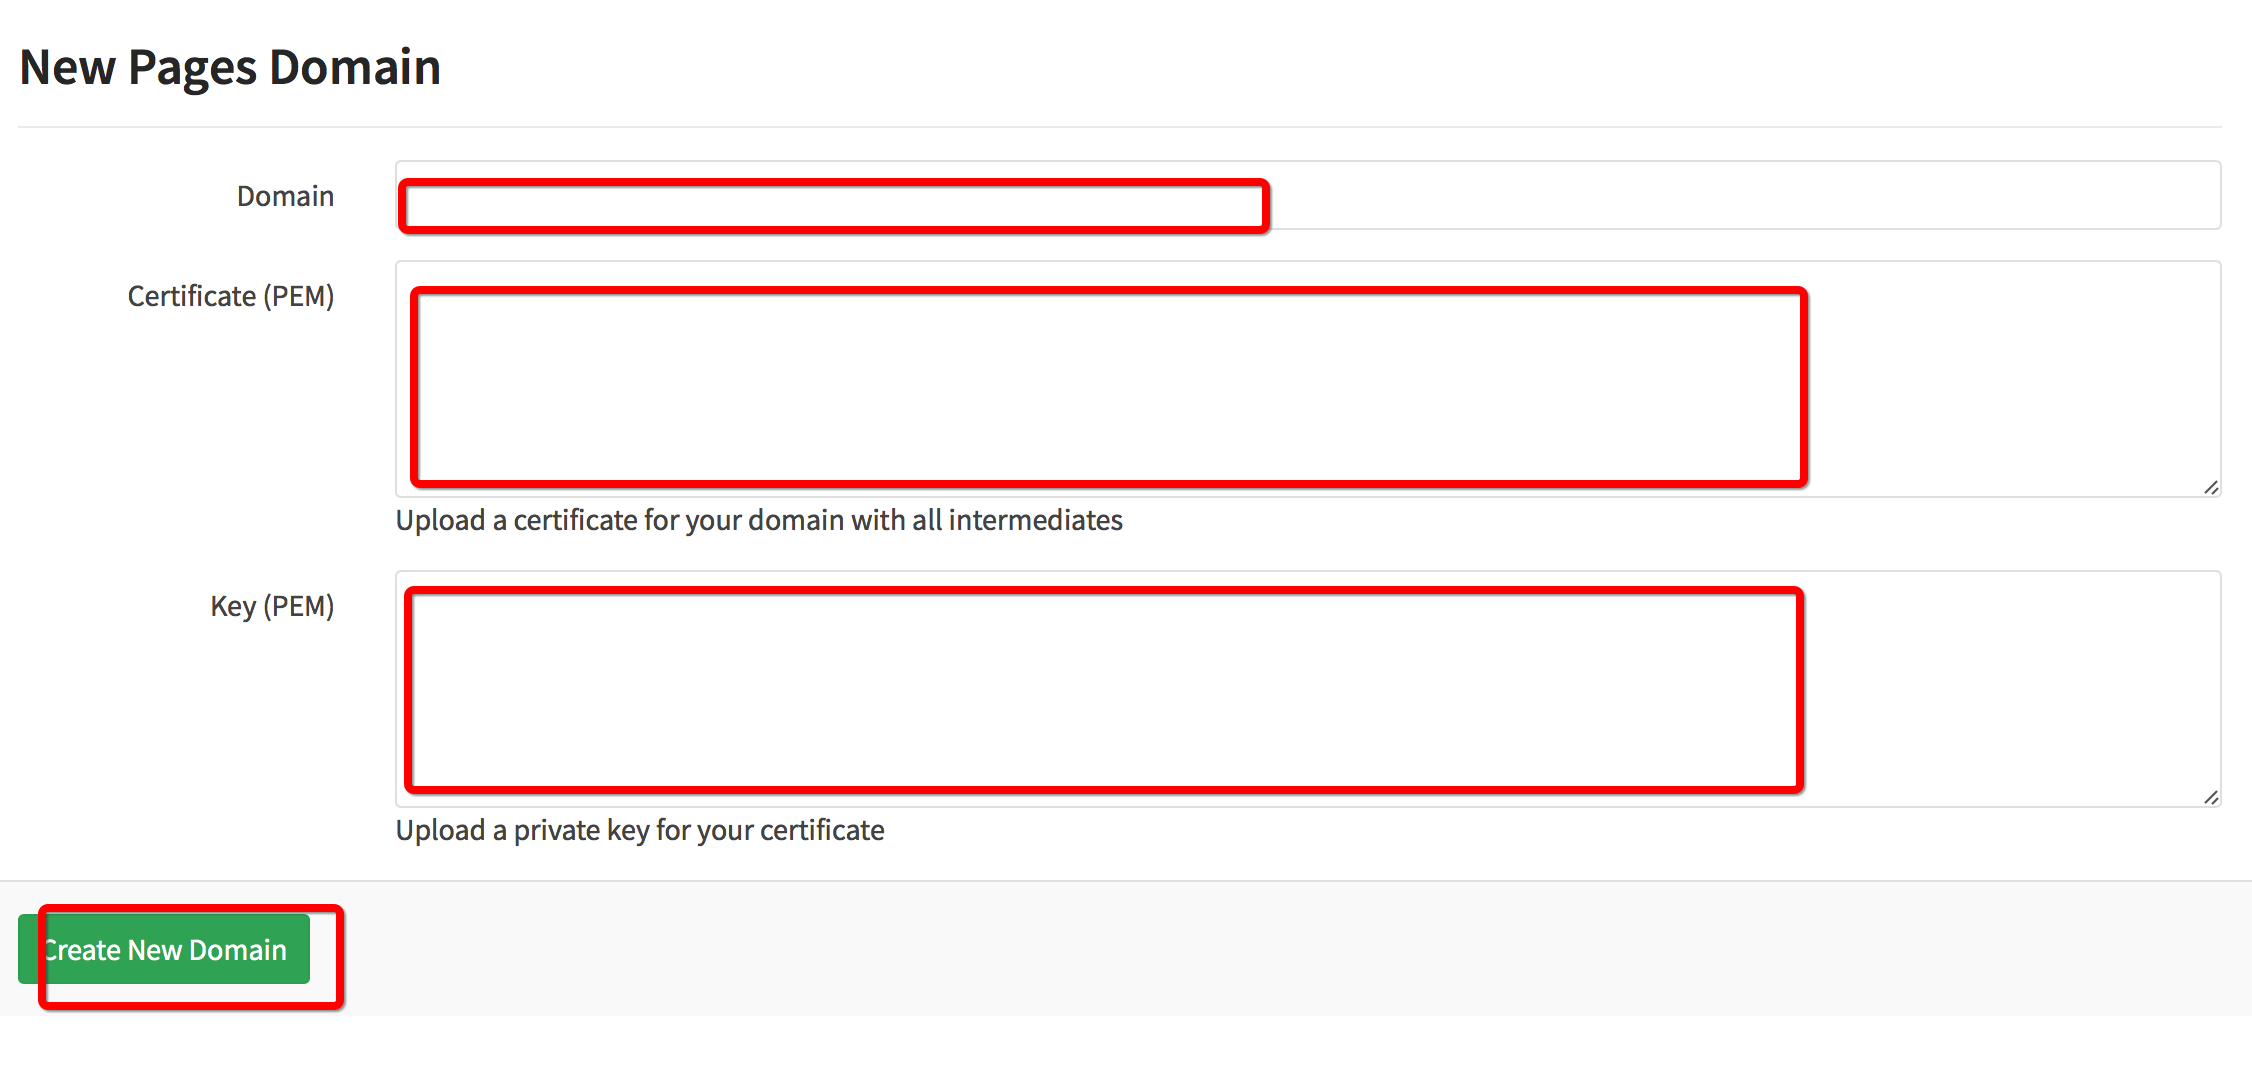 New Pages Domain
Domain
Certificate (PEM)
Upload a certificate for your domain with all intermediates
Key (PEM)
Upload a private key for your certificate
Create New Domain